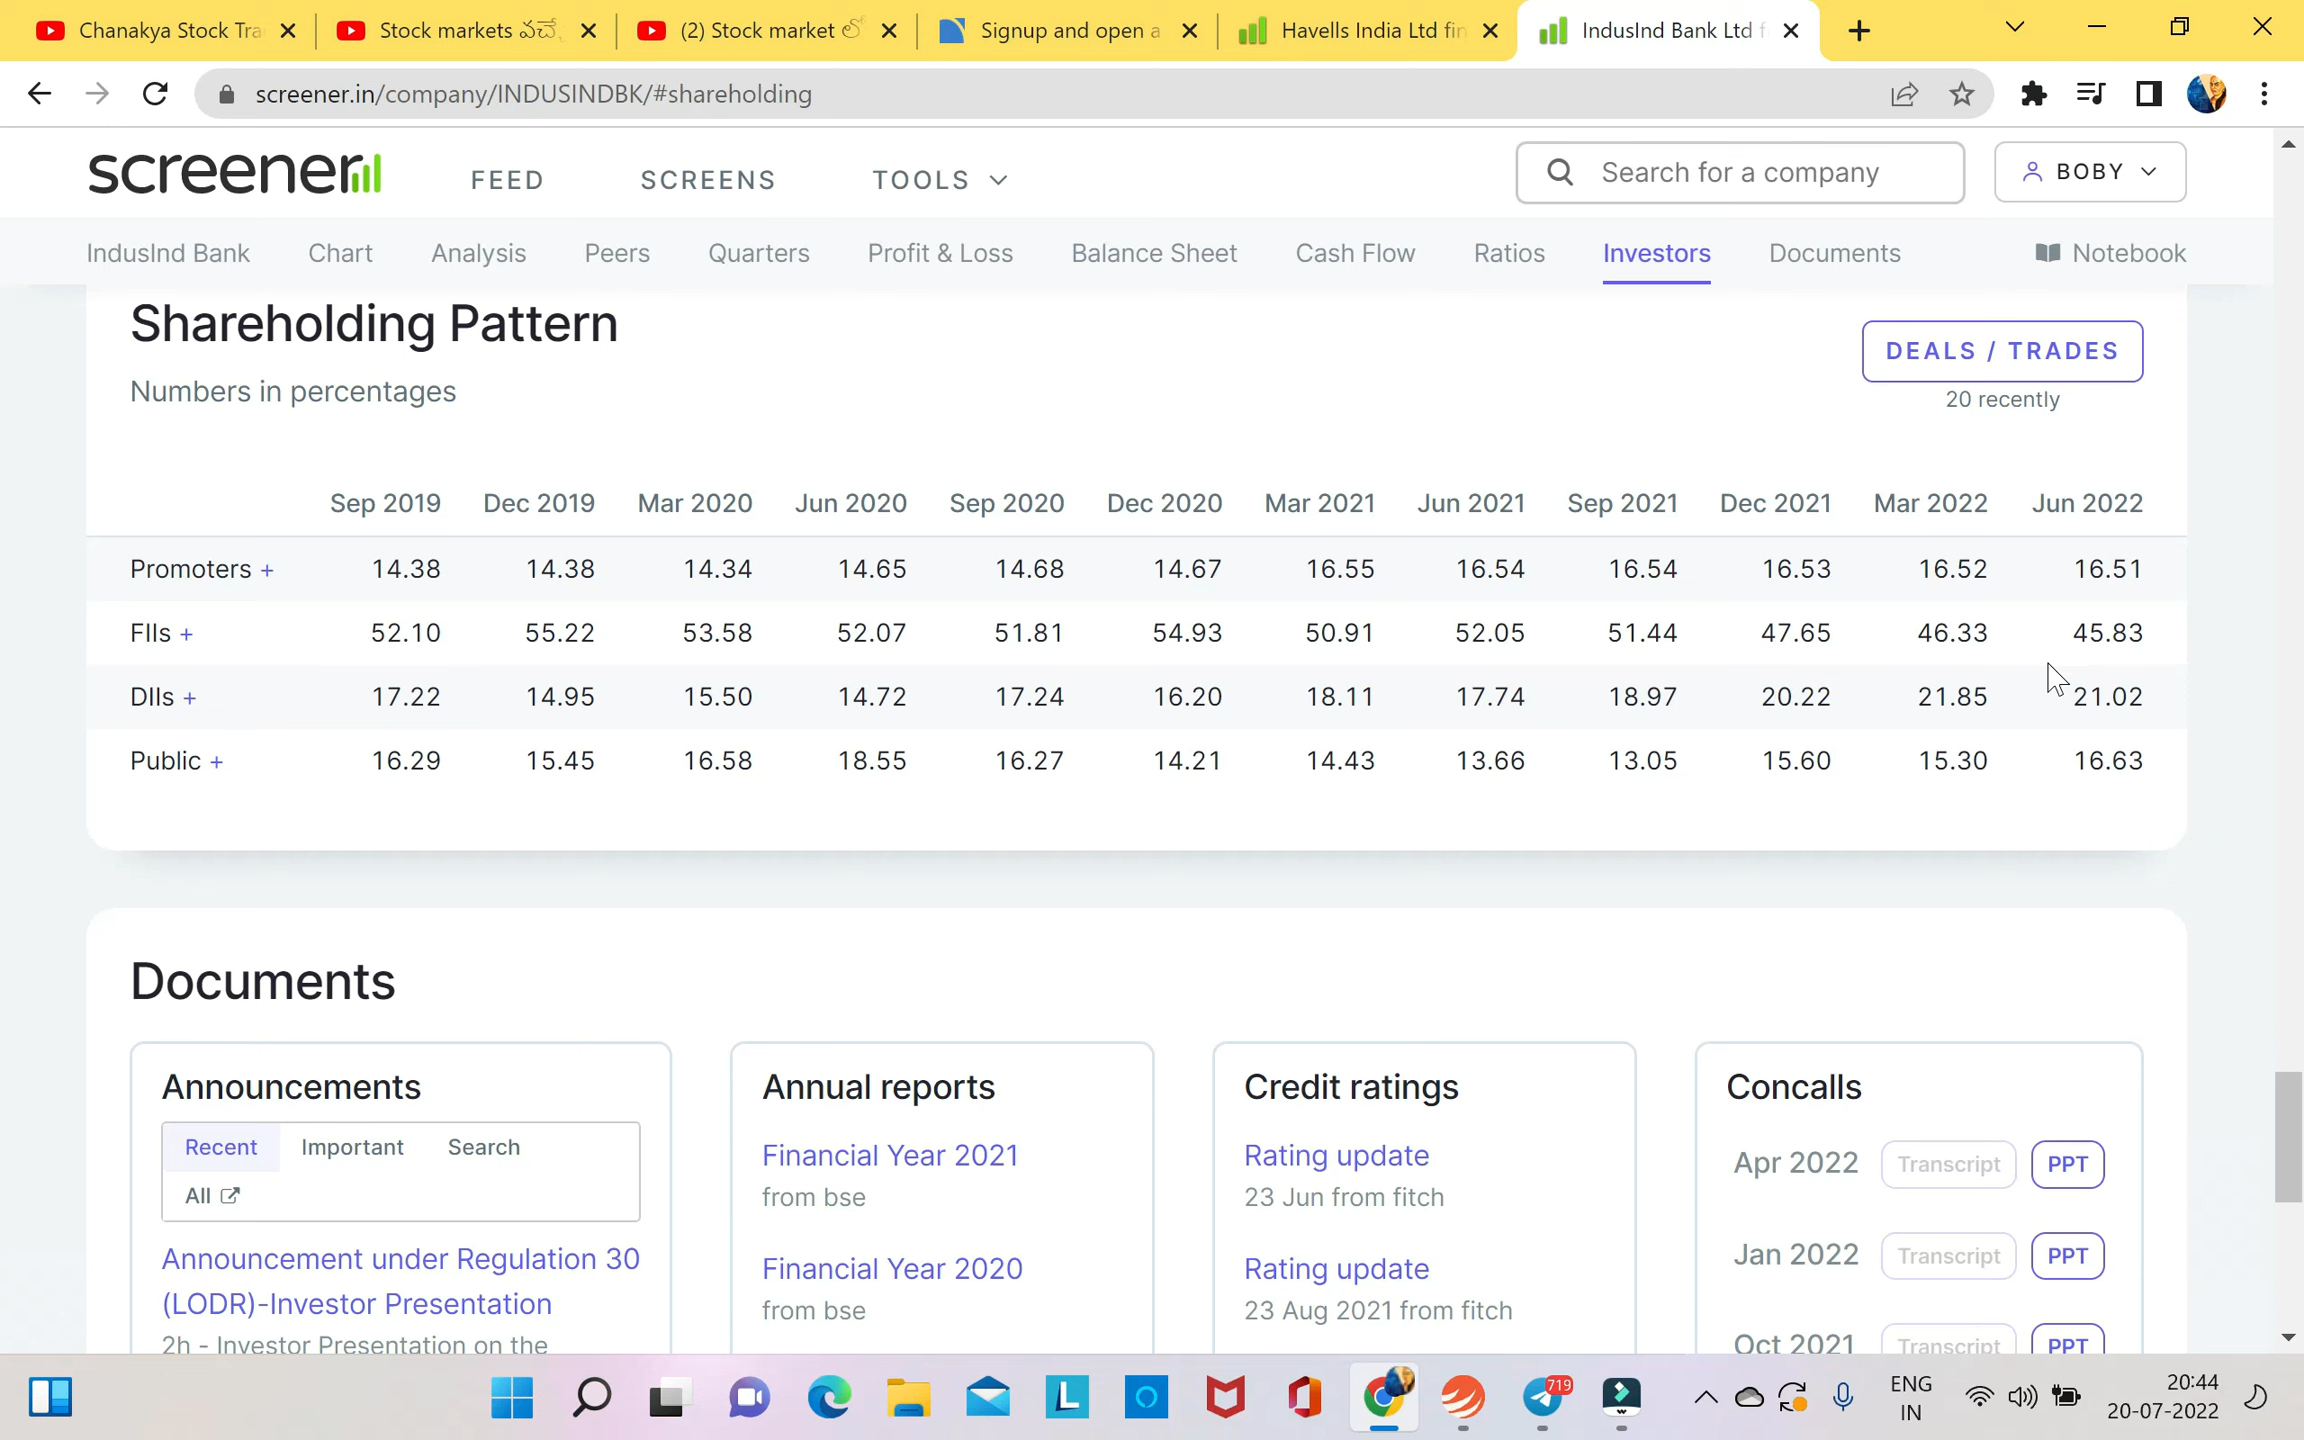 Chanakya Stock Tra
Stock markets వచ్చే
(2) Stock market లో
Signup and open a
Havells India Ltd fin
IndusInd Bank Ltd f
screener.in/company/INDUSINDBK/#shareholding
screener
FEED
SCREENS
TOOLS
Search for a company
BOBY
IndusInd Bank
Chart
Analysis
Peers
Quarters
Profit & Loss
Balance Sheet
Cash Flow
Ratios
Investors
Documents
Notebook
Shareholding Pattern
Numbers in percentages
DEALS / TRADES
20 recently
Sep 2019 Dec 2019 Mar 2020 Jun 2020 Sep 2020 Dec 2020 Mar 2021 Jun 2021 Sep 2021 Dec 2021 Mar 2022 Jun 2022
Promoters + 14.38 14.38 14.34 14.65 14.68 14.67 16.55 16.54 16.54 16.53 16.52 16.51
FIIs + 52.10 55.22 53.58 52.07 51.81 54.93 50.91 52.05 51.44 47.65 46.33 45.83
DIIs + 17.22 14.95 15.50 14.72 17.24 16.20 18.11 17.74 18.97 20.22 21.85 21.02
Public + 16.29 15.45 16.58 18.55 16.27 14.21 14.43 13.66 13.05 15.60 15.30 16.63
Documents
Announcements
Recent Important Search
All
Announcement under Regulation 30
(LODR)-Investor Presentation
2h - Investor Presentation on the
Annual reports
Financial Year 2021
from bse
Financial Year 2020
from bse
Credit ratings
Rating update
23 Jun from fitch
Rating update
23 Aug 2021 from fitch
Concalls
Apr 2022 Transcript PPT
Jan 2022 Transcript PPT
Oct 2021 Transcript PPT
719
ENG
IN
20:44
20-07-2022